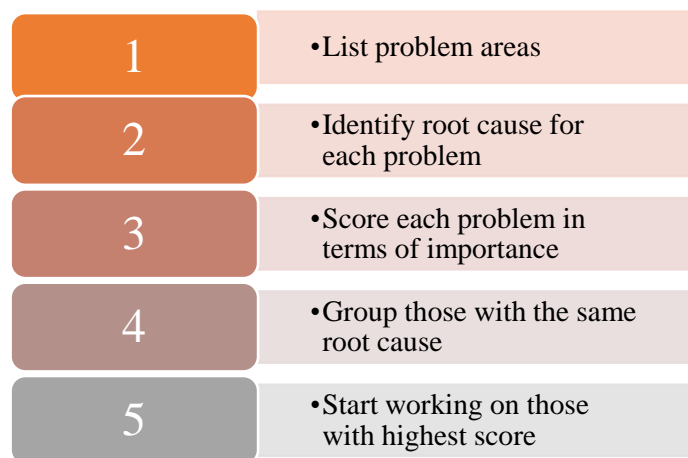 1
•List problem areas
2
•Identify root cause for
each problem
3
•Score each problem in
terms of importance
4
•Group those with the same
root cause
5
•Start working on those
with highest score